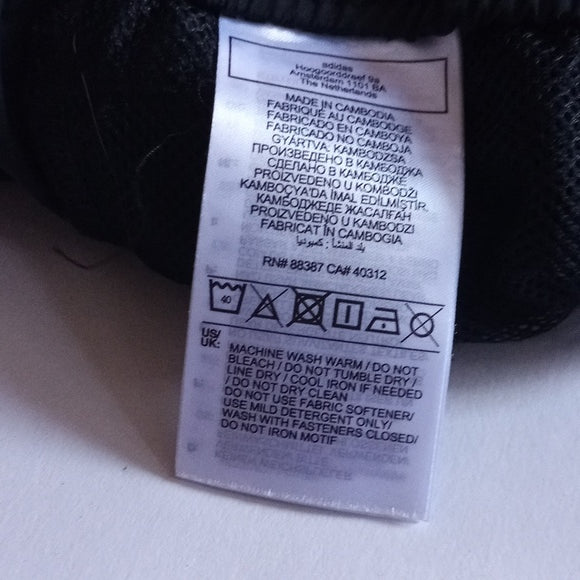 adidas
Hoogoorddreef 9a
Amsterdam 1101 BA
The Netherlands
MADE IN CAMBODIA
FABRIQUÉ AU CAMBODGE
FABRICADO EN CAMBOYA
FABRICADO NO CAMBOJA
GYÁRTVA: KAMBODZSA
ПРОИЗВЕДЕНО В КАМБОДЖА
СДЕЛАНО В КАМБОДЖЕ
PROIZVEDENO U KOMBODŽI
KAMBOÇYA'DA İMAL EDİLMİŞTİR.
КАМБОДЖЕДЕ ЖАСАЛҒАН
PROIZVEDENO U KAMBODŽI
FABRICAT ÎN CAMBOGIA
بلد المنشأ : كمبوديا
RN# 88387 CA# 40312
40
US/
UK:
MACHINE WASH WARM / DO NOT
BLEACH / DO NOT TUMBLE DRY /
LINE DRY / COOL IRON IF NEEDED
/ DO NOT DRY CLEAN
DO NOT USE FABRIC SOFTENER/
USE MILD DETERGENT ONLY/
WASH WITH FASTENERS CLOSED/
DO NOT IRON MOTIF